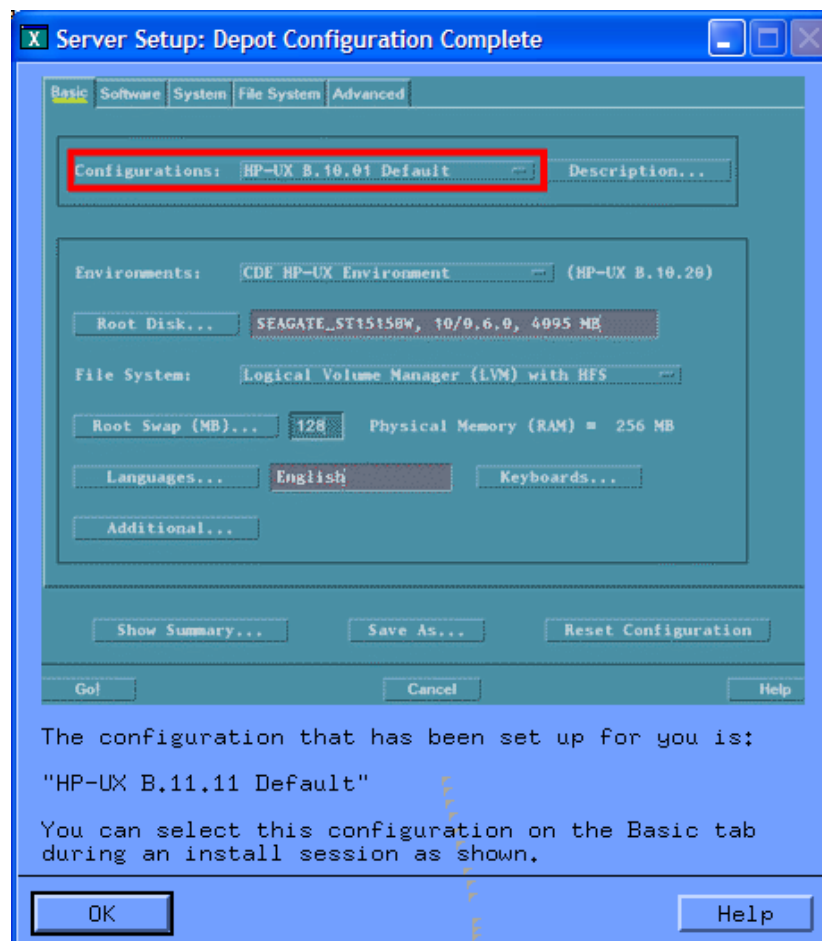 X Server Setup: Depot Configuration Complete
Basic Software System File System Advanced
Configurations: HP-UX B.10.01 Default Description...
Environments: CDE HP-UX Environment (HP-UX B.10.20)
Root Disk... SEAGATE_ST15150W, 10/0.6.0, 4095 MB
File System: Logical Volume Manager (LVM) with HFS
Root Swap (MB)... 128 Physical Memory (RAM) = 256 MB
Languages... English Keyboards...
Additional...
Show Summary... Save As... Reset Configuration
Go! Cancel Help
The configuration that has been set up for you is:
"HP-UX B.11.11 Default"
You can select this configuration on the Basic tab
during an install session as shown.
OK Help